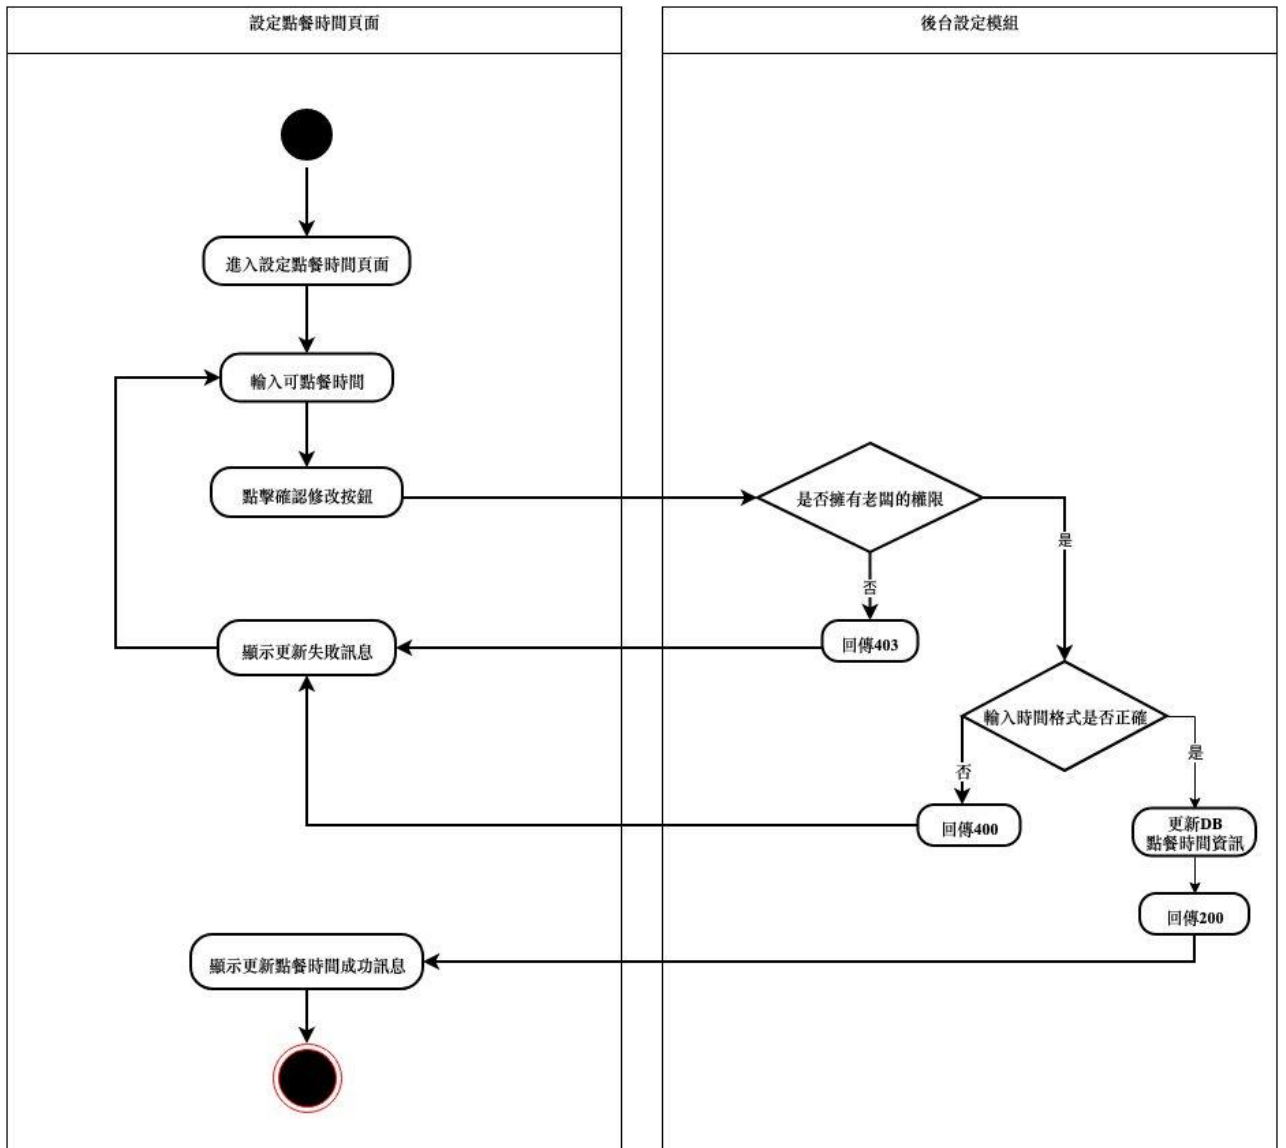 設定點餐時間頁面
後台設定模組
進入設定點餐時間頁面
輸入可點餐時間
點擊確認修改按鈕
是否擁有老闆的權限
是
否
回傳403
顯示更新失敗訊息
輸入時間格式是否正確
是
否
回傳400
更新DB
點餐時間資訊
回傳200
顯示更新點餐時間成功訊息